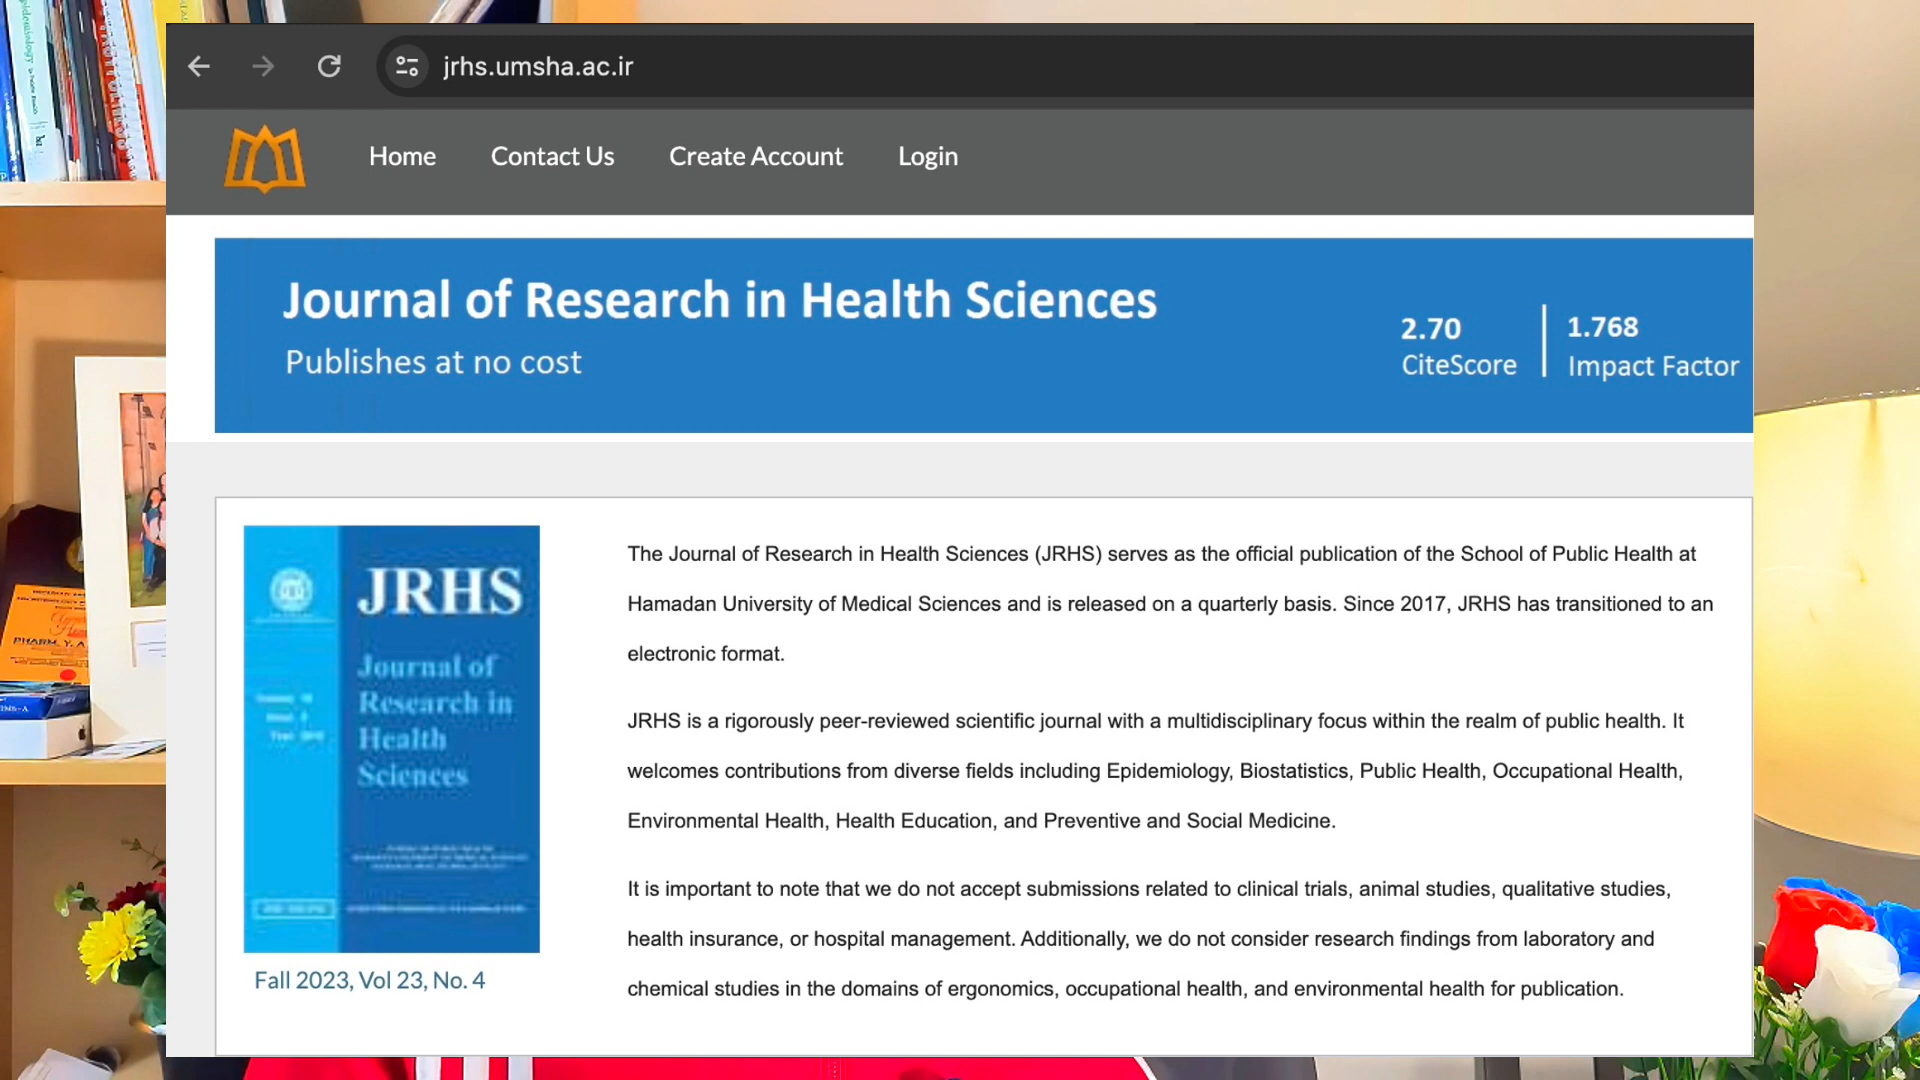 jrhs.umsha.ac.ir
Home
Contact Us
Create Account
Login
Journal of Research in Health Sciences
Publishes at no cost
2.70
CiteScore
1.768
Impact Factor
JRHS
Journal of
Research in
Health
Sciences
Fall 2023, Vol 23, No. 4
The Journal of Research in Health Sciences (JRHS) serves as the official publication of the School of Public Health at
Hamadan University of Medical Sciences and is released on a quarterly basis. Since 2017, JRHS has transitioned to an
electronic format.
JRHS is a rigorously peer-reviewed scientific journal with a multidisciplinary focus within the realm of public health. It
welcomes contributions from diverse fields including Epidemiology, Biostatistics, Public Health, Occupational Health,
Environmental Health, Health Education, and Preventive and Social Medicine.
It is important to note that we do not accept submissions related to clinical trials, animal studies, qualitative studies,
health insurance, or hospital management. Additionally, we do not consider research findings from laboratory and
chemical studies in the domains of ergonomics, occupational health, and environmental health for publication.
PHARM, Y, A